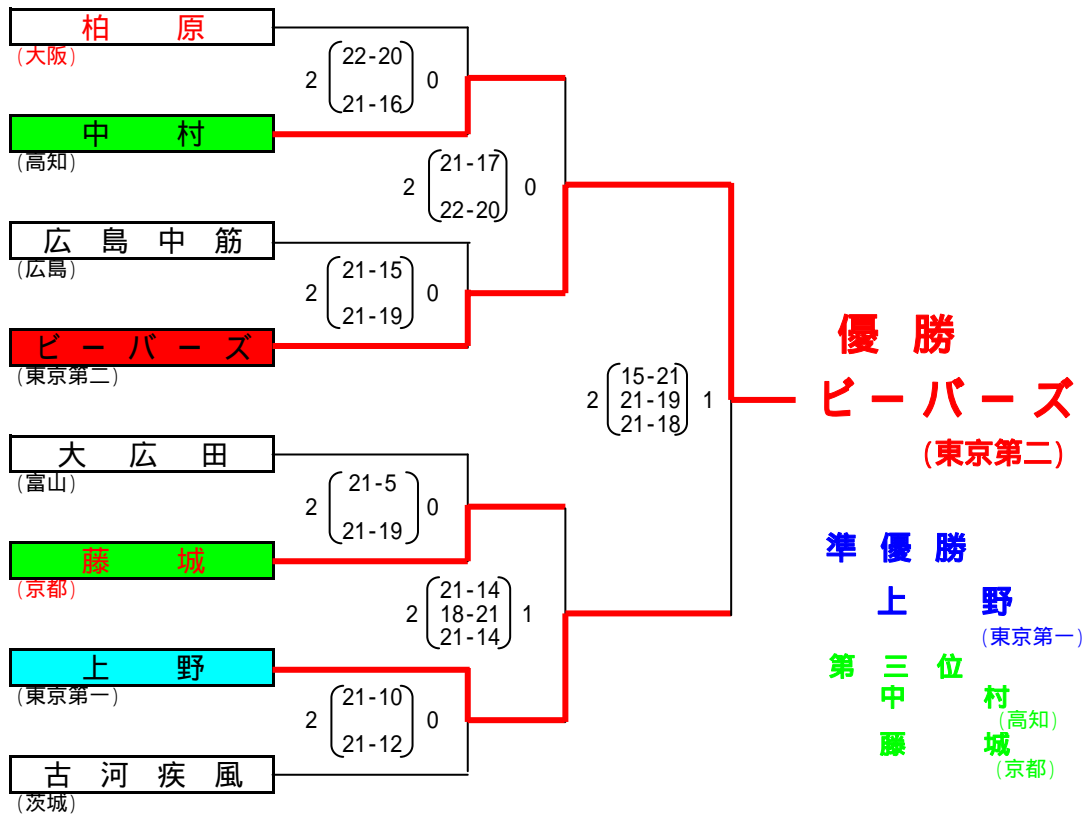 柏原
(大阪)
2 22-20 0
21-16
中村
(高知)
2 21-17 0
22-20
広島中筋
(広島)
2 21-15 0
21-19
ビーバーズ
(東京第二)
2 15-21 1
21-19
21-18
優勝
ビーバーズ
(東京第二)
大広田
(富山)
2 21-5 0
21-19
藤城
(京都)
2 21-14 1
18-21
21-14
上野
(東京第一)
2 21-10 0
21-12
古河疾風
(茨城)
準優勝
上野
(東京第一)
第三位
中村
(高知)
藤城
(京都)